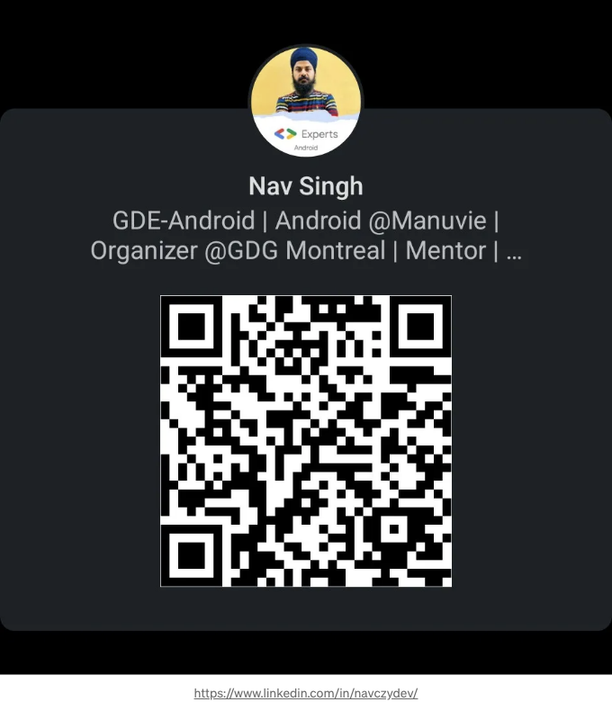 Experts
Android
Nav Singh
GDE-Android | Android @Manuvie |
Organizer @GDG Montreal | Mentor | ...
https://www.linkedin.com/in/navczydev/